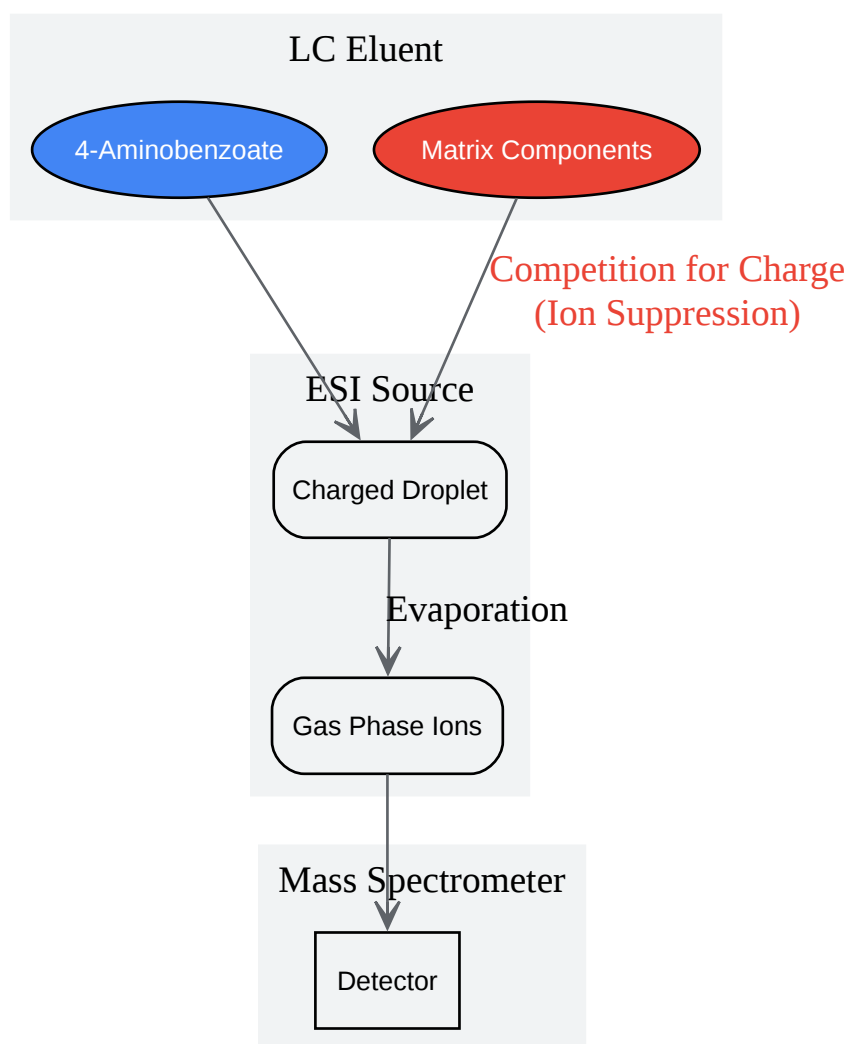 LC Eluent
4-Aminobenzoate
Matrix Components
Competition for Charge
(Ion Suppression)
ESI Source
Charged Droplet
Evaporation
Gas Phase Ions
Mass Spectrometer
Detector